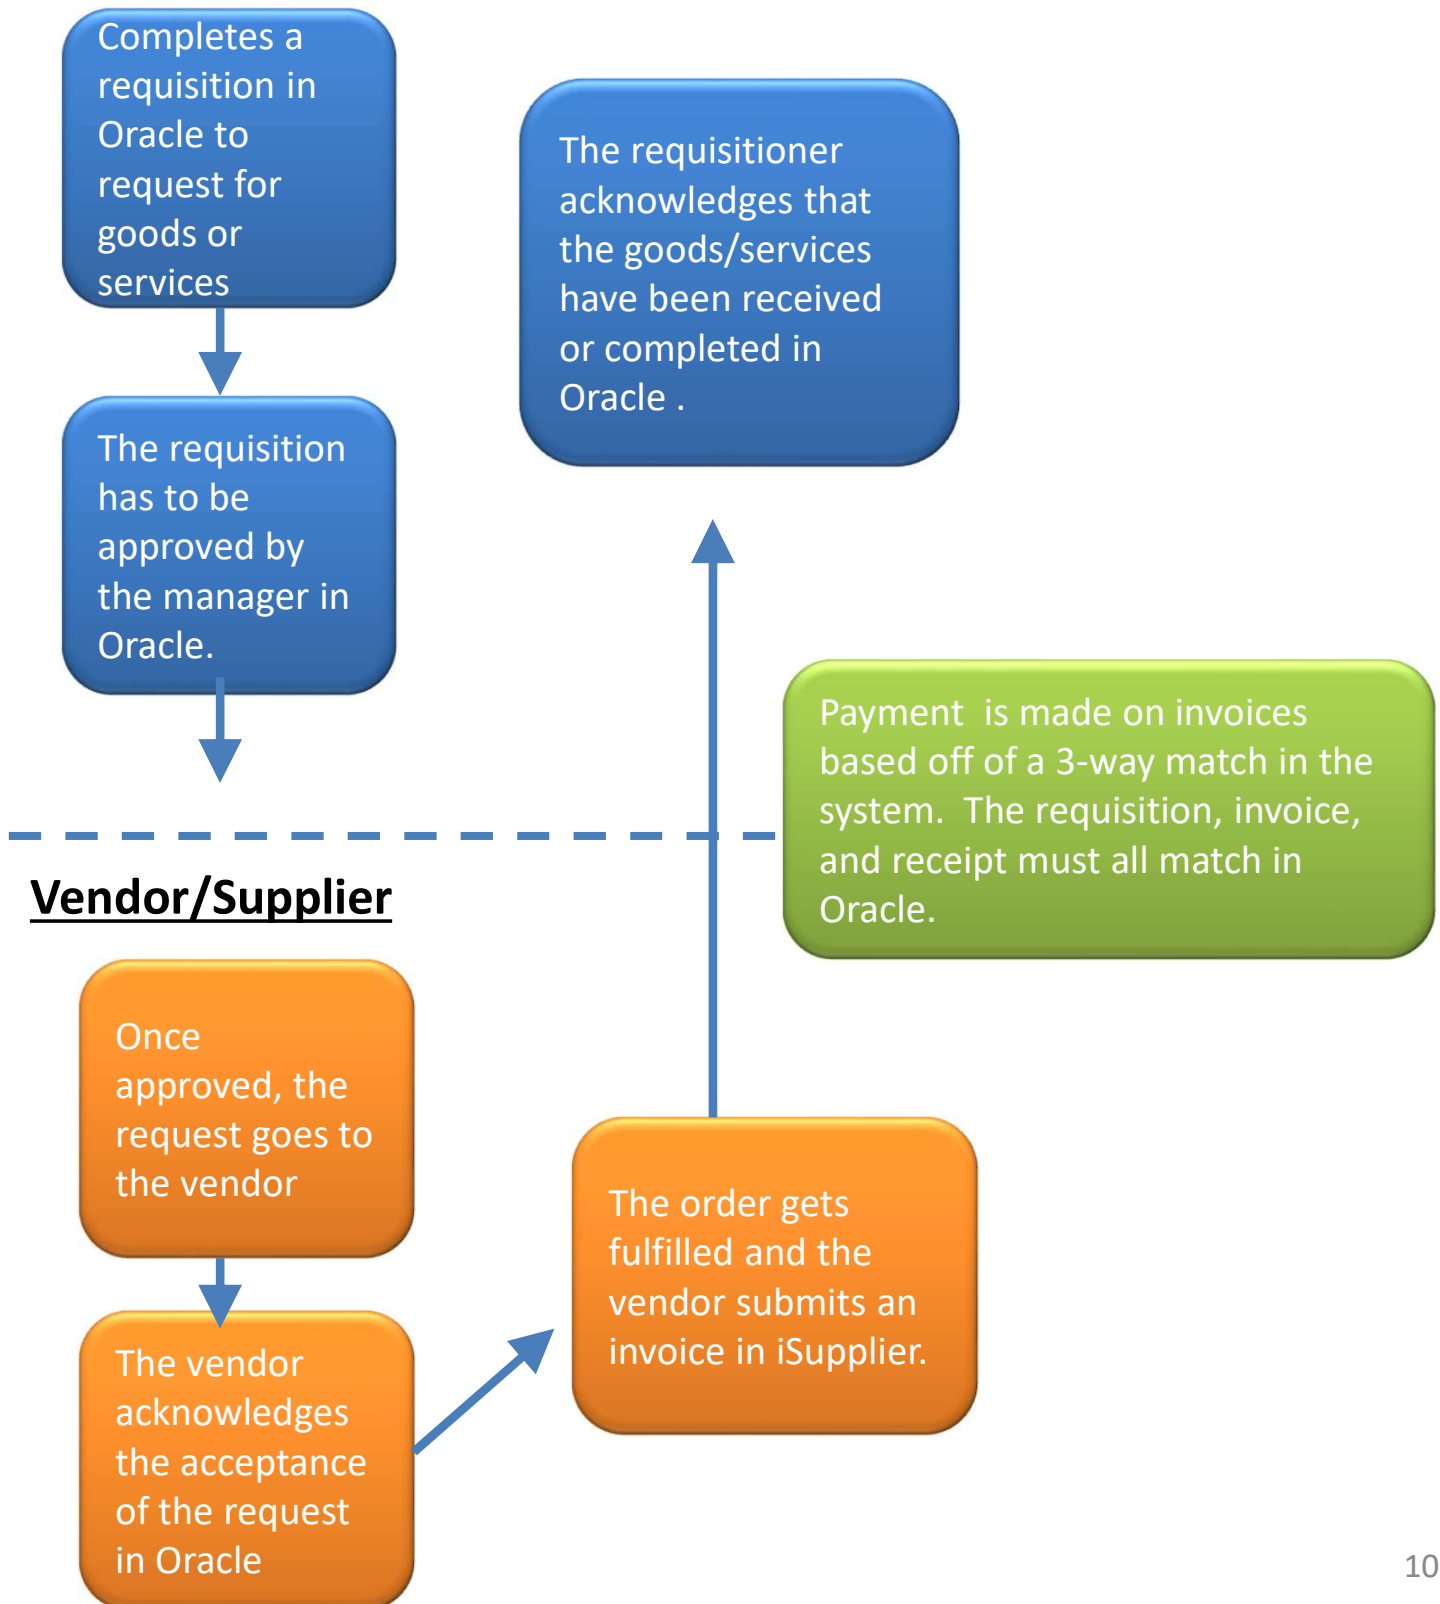 Completes a
requisition in
Oracle to
request for
goods or
services
The requisition
has to be
approved by
the manager in
Oracle.
The requisitioner
acknowledges that
the goods/services
have been received
or completed in
Oracle .
Payment  is made on invoices
based off of a 3-way match in the
system.  The requisition, invoice,
and receipt must all match in
Oracle.
Vendor/Supplier
Once
approved, the
request goes to
the vendor
The vendor
acknowledges
the acceptance
of the request
in Oracle
The order gets
fulfilled and the
vendor submits an
invoice in iSupplier.
10